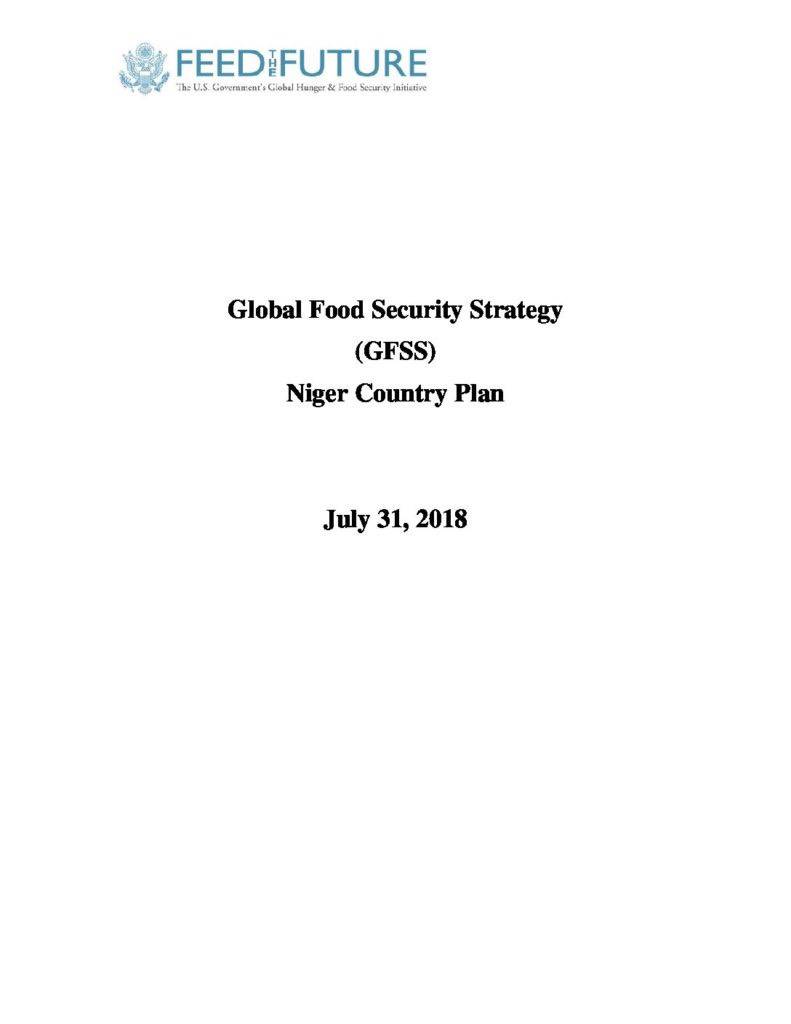 FEED THE FUTURE
The U.S. Government's Global Hunger & Food Security Initiative
Global Food Security Strategy
(GFSS)
Niger Country Plan
July 31, 2018